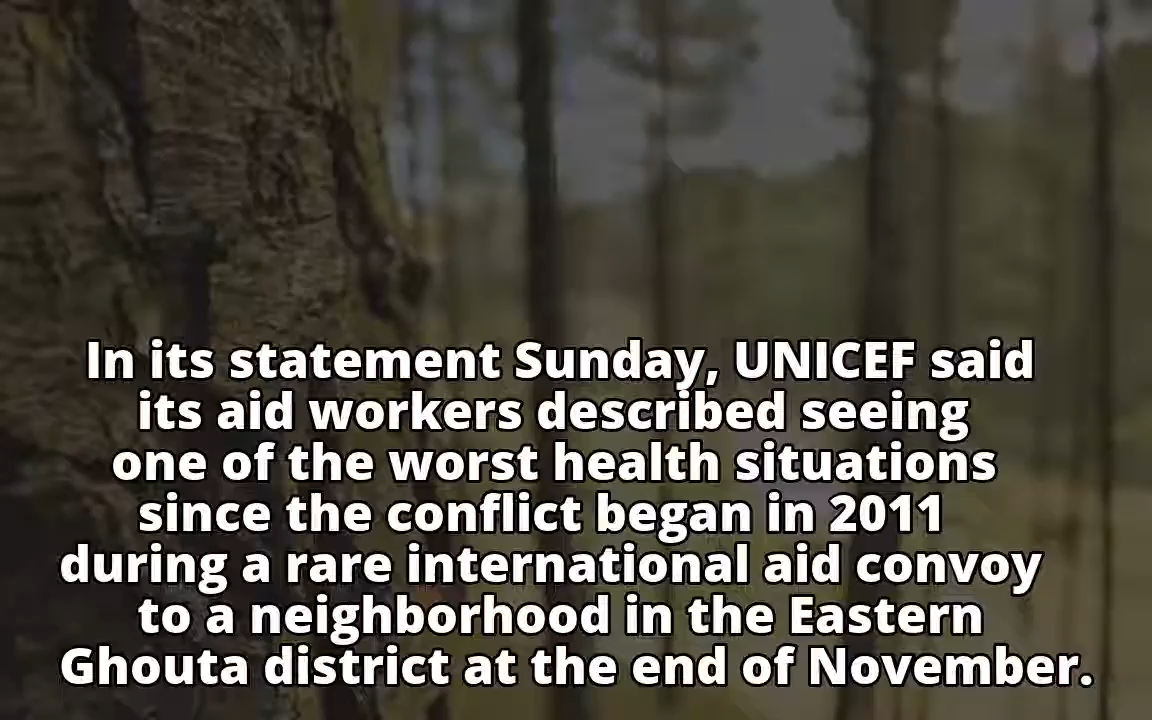 In its statement Sunday, UNICEF said
its aid workers described seeing
one of the worst health situations
since the conflict began in 2011
during a rare international aid convoy
to a neighborhood in the Eastern
Ghouta district at the end of November.